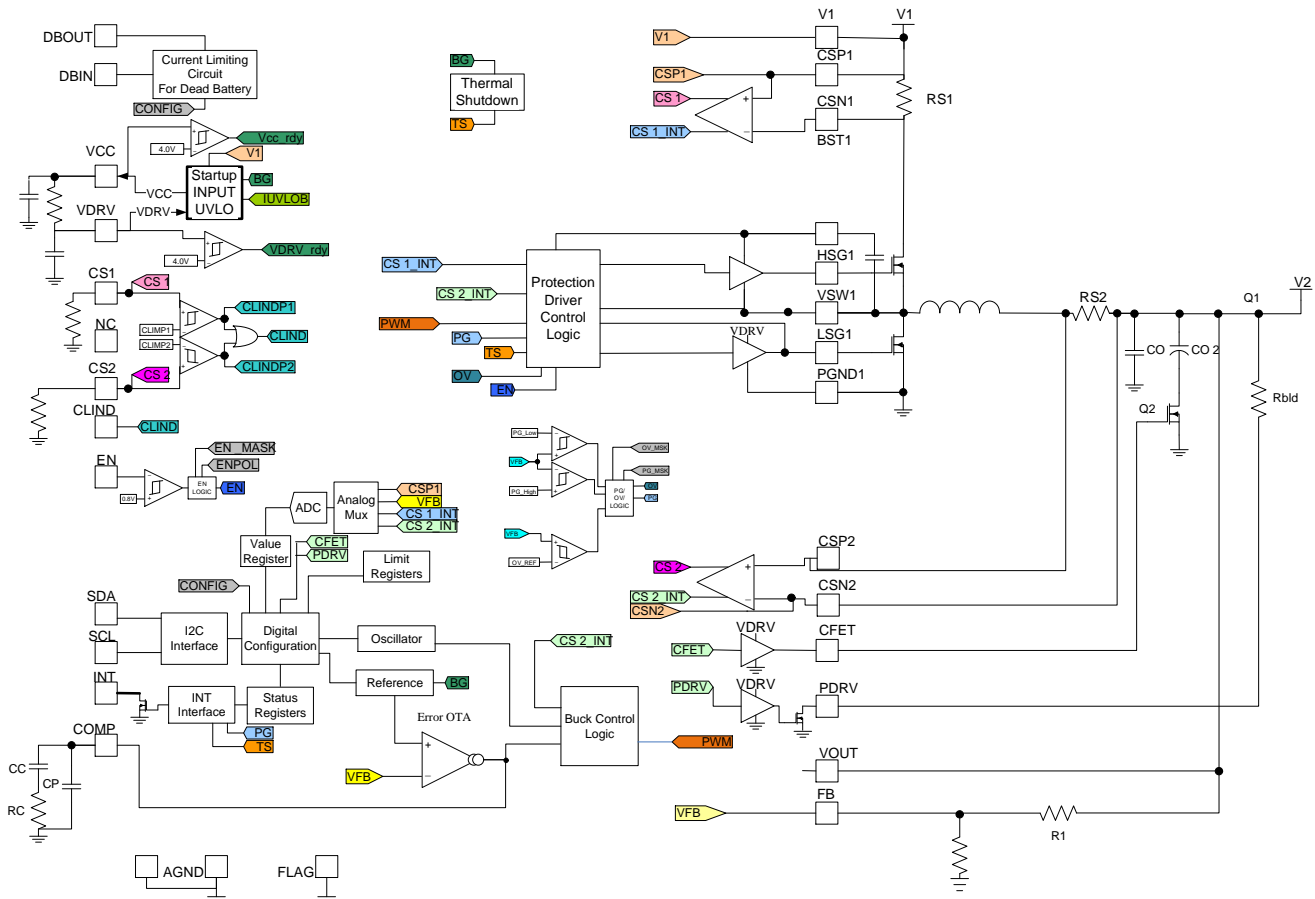 DBOUT
DBIN
Current Limiting
Circuit
For Dead Battery
CONFIG
Vcc_rdy
4.0V
V1
VCC
Startup
INPUT
UVLO
VCC
VDRV
BG
IUVLOB
VDRV
4.0V
VDRV_rdy
CS1
CS 1
CLIMP1
CLIMP2
NC
CLINDP1
CLIND
CLINDP2
CS2
CS 2
CLIND
CLIND
EN
0.8V
EN
LOGIC
EN_MASK
ENPOL
EN
BG
Thermal
Shutdown
TS
V1
V1
V1
CSP1
CSP1
CS 1
+
−
CS 1_INT
CSN1
BST1
RS1
CS 1_INT
CS 2_INT
PWM
PG
TS
OV
EN
Protection
Driver
Control
Logic
HSG1
VSW1
VDRV
LSG1
PGND1
RS2
Q1
V2
CO
CO 2
Rbld
Q2
PG_Low
VFB
PG_High
VFB
OV_REF
PG/
OV/
LOGIC
OV_MSK
PG_MSK
OV
PG
ADC
Analog
Mux
CSP1
VFB
CS 1_INT
CS 2_INT
Value
Register
CFET
PDRV
Limit
Registers
CONFIG
SDA
SCL
I2C
Interface
Digital
Configuration
Oscillator
Reference
BG
INT
INT
Interface
Status
Registers
PG
TS
COMP
CC
CP
RC
Error OTA
+
−
VFB
CS 2_INT
Buck Control
Logic
PWM
CS 2
+
−
CS 2_INT
CSN2
CSP2
CSN2
CFET
VDRV
CFET
PDRV
VDRV
PDRV
VOUT
FB
VFB
R1
AGND
FLAG